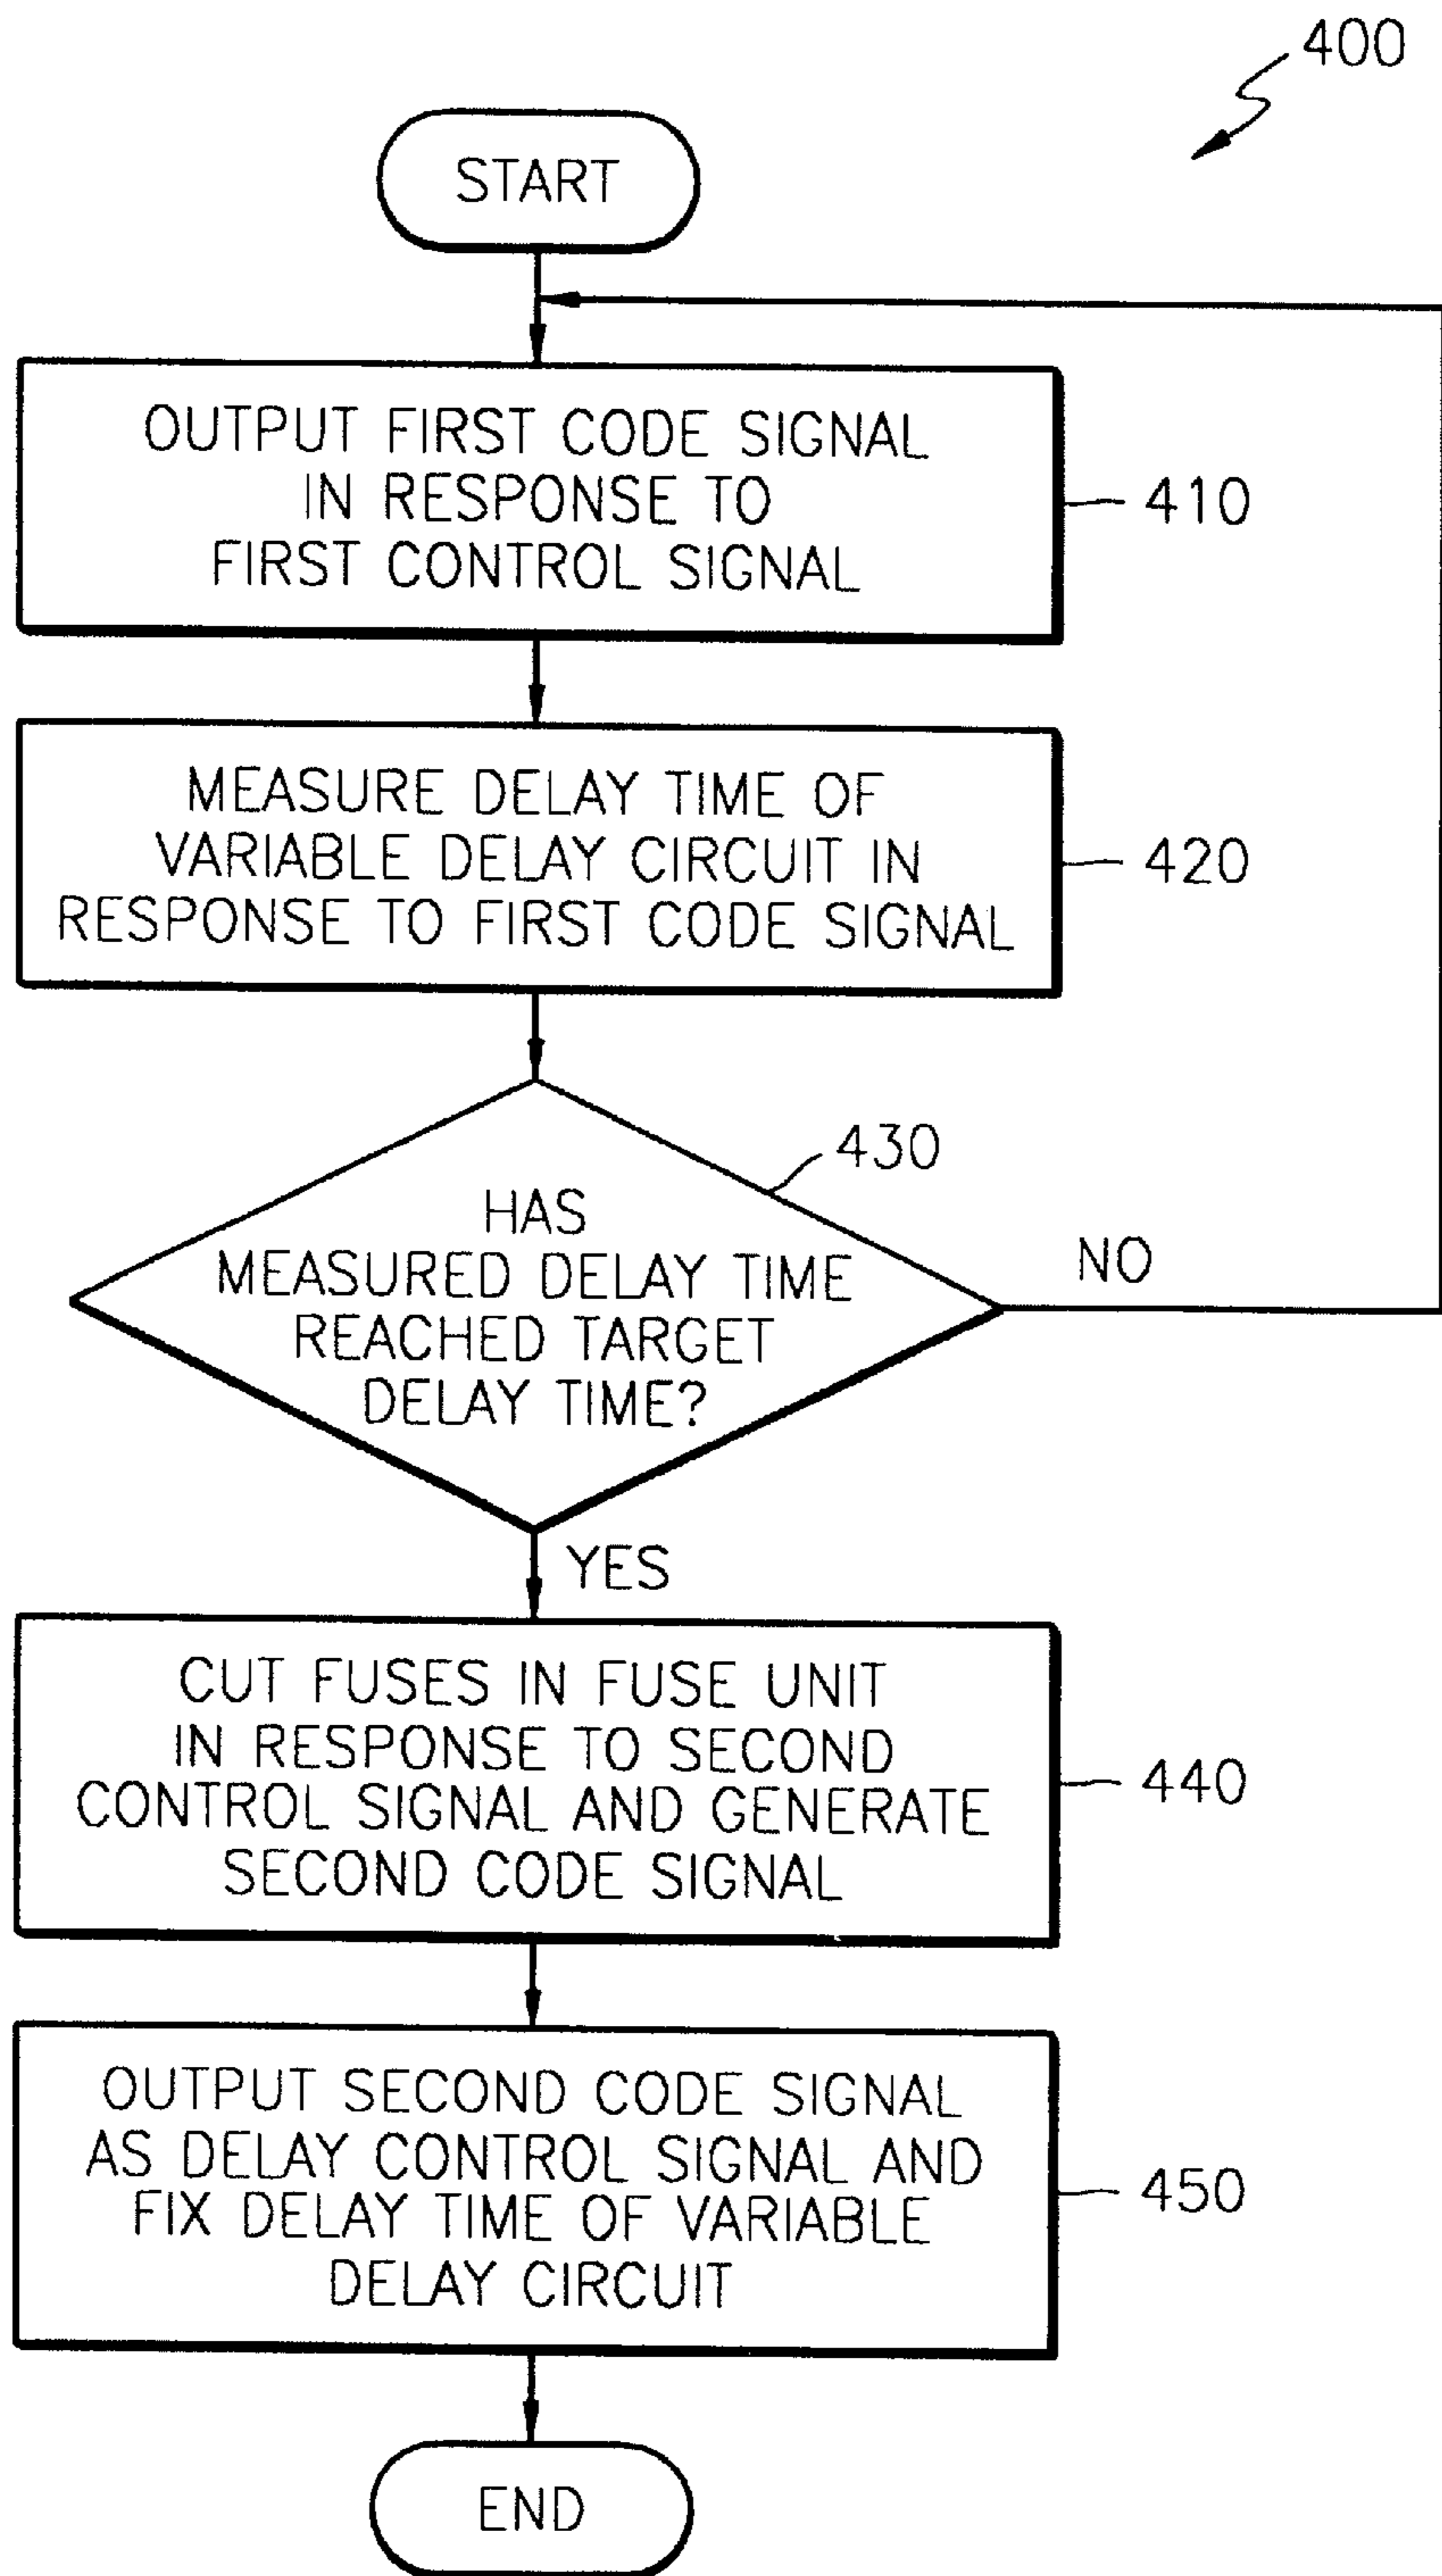 400
START
OUTPUT FIRST CODE SIGNAL
IN RESPONSE TO
FIRST CONTROL SIGNAL
410
MEASURE DELAY TIME OF
VARIABLE DELAY CIRCUIT IN
RESPONSE TO FIRST CODE SIGNAL
420
430
HAS
MEASURED DELAY TIME
REACHED TARGET
DELAY TIME?
NO
YES
CUT FUSES IN FUSE UNIT
IN RESPONSE TO SECOND
CONTROL SIGNAL AND GENERATE
SECOND CODE SIGNAL
440
OUTPUT SECOND CODE SIGNAL
AS DELAY CONTROL SIGNAL AND
FIX DELAY TIME OF VARIABLE
DELAY CIRCUIT
450
END